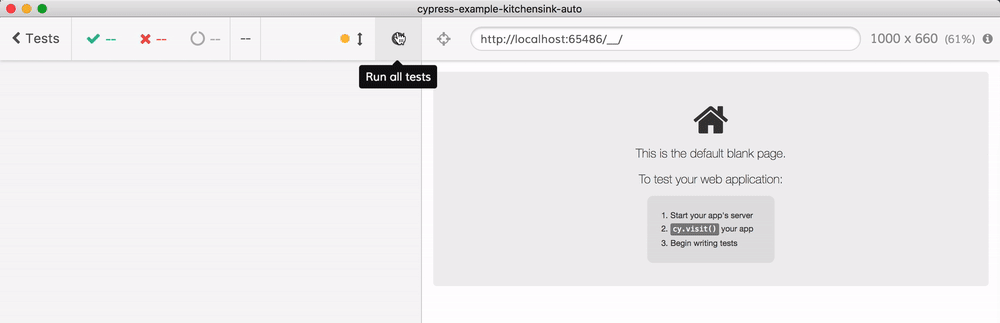 cypress-example-kitchensink-auto
Tests -- -- -- --
http://localhost:65486/__/ 1000 x 660 (61%)
Run all tests
This is the default blank page.
To test your web application:
1. Start your app's server
2. cy.visit() your app
3. Begin writing tests